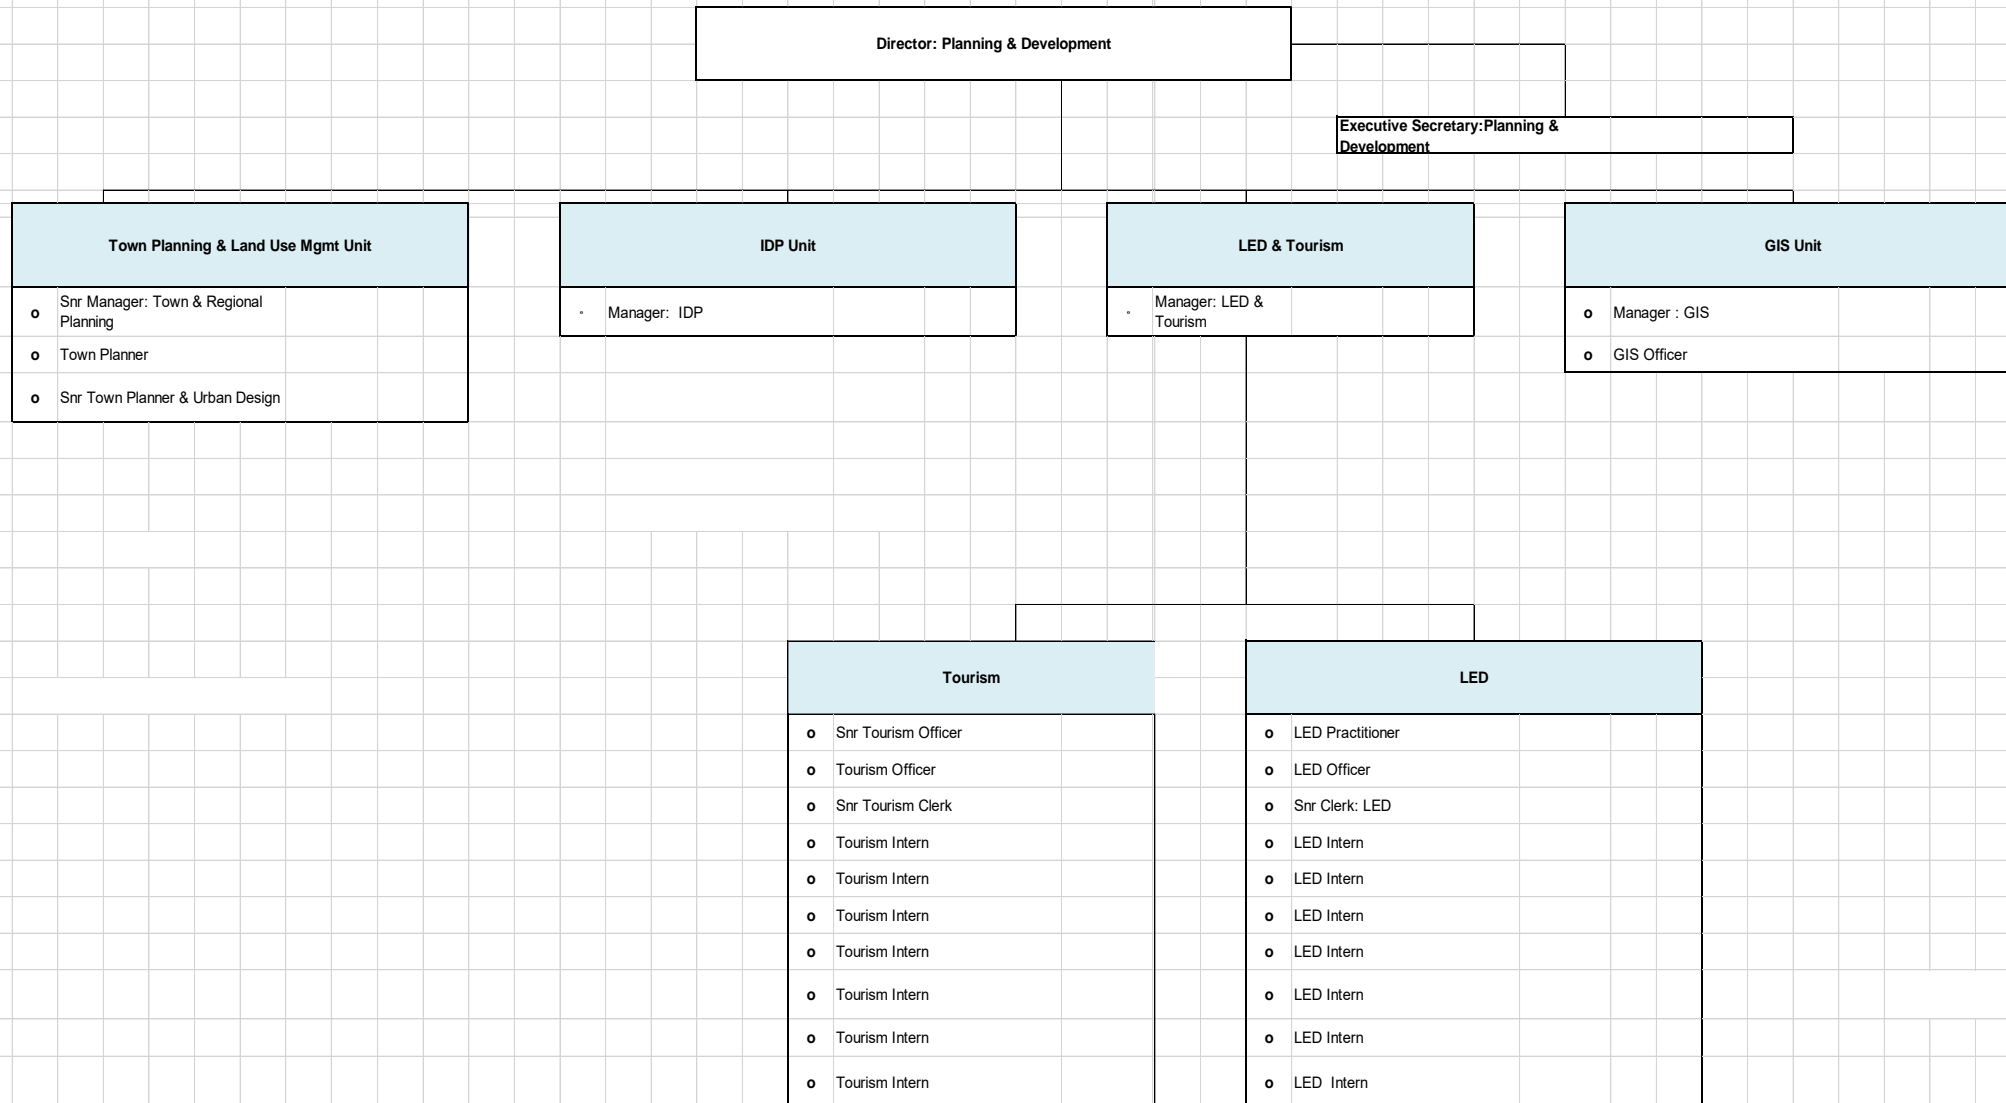 Director: Planning & Development
Executive Secretary:Planning &
Development
Town Planning & Land Use Mgmt Unit
o Snr Manager: Town & Regional
Planning
o Town Planner
o Snr Town Planner & Urban Design
IDP Unit
◦ Manager:  IDP
LED & Tourism
◦ Manager: LED &
Tourism
GIS Unit
o Manager : GIS
o GIS Officer
Tourism
o Snr Tourism Officer
o Tourism Officer
o Snr Tourism Clerk
o Tourism Intern
o Tourism Intern
o Tourism Intern
o Tourism Intern
o Tourism Intern
o Tourism Intern
o Tourism Intern
LED
o LED Practitioner
o LED Officer
o Snr Clerk: LED
o LED Intern
o LED Intern
o LED Intern
o LED Intern
o LED Intern
o LED Intern
o LED  Intern